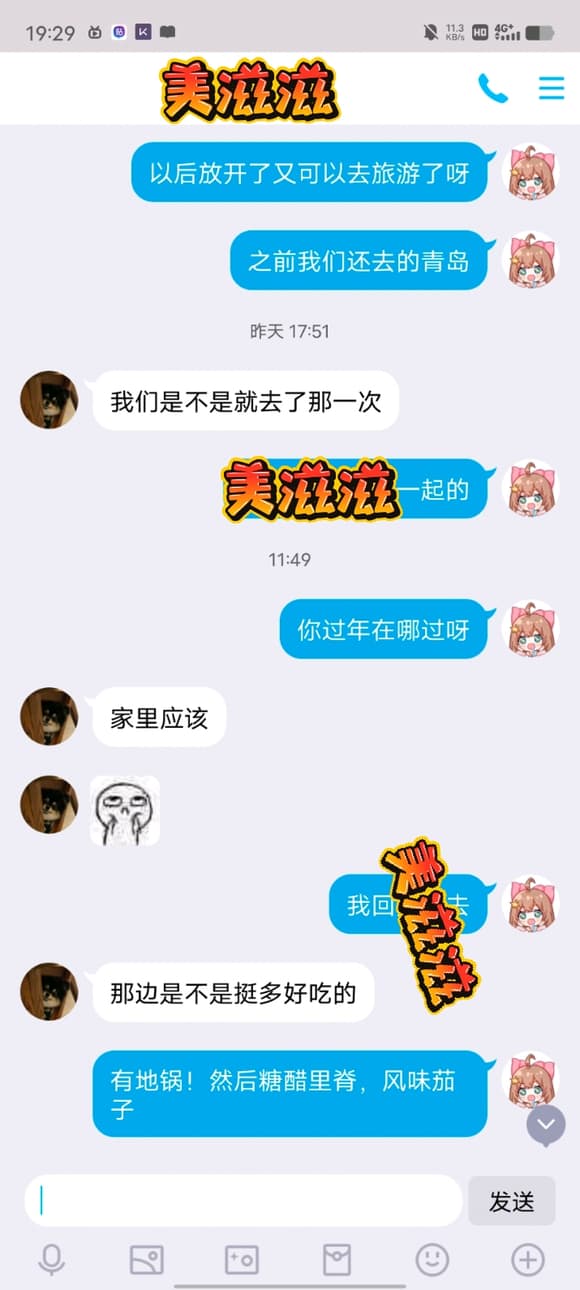 19:29
11.3
KB/s
HD
4G+
美滋滋
以后放开了又可以去旅游了呀
之前我们还去的青岛
昨天 17:51
我们是不是就去了那一次
美滋滋
一起的
11:49
你过年在哪过呀
家里应该
我回
去
美滋滋
那边是不是挺多好吃的
有地锅！然后糖醋里脊，风味茄
子
发送